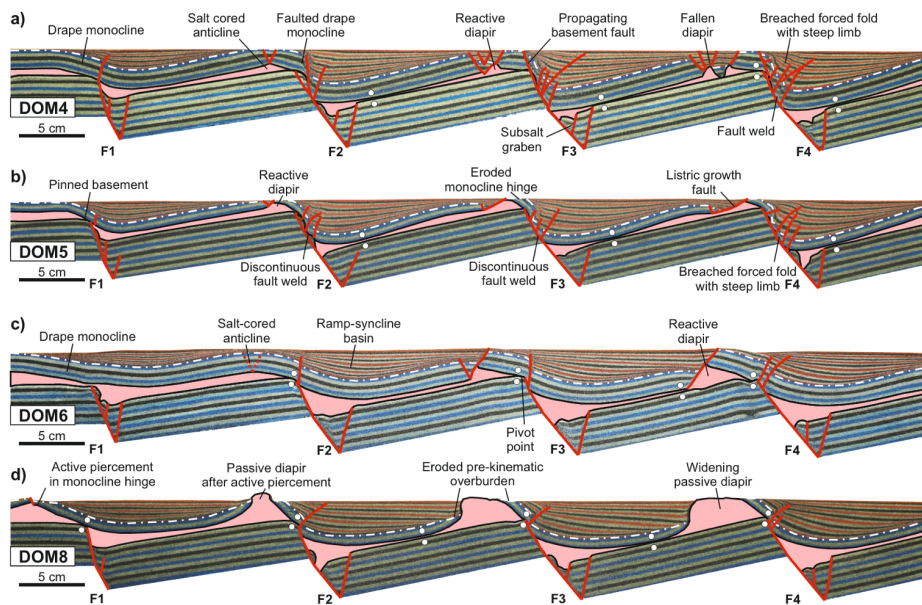 a)
Drape monocline
Salt cored
anticline
Faulted drape
monocline
Reactive
diapir
Propagating
basement fault
Fallen
diapir
Breached forced fold
with steep limb
DOM4
5 cm
Subsalt
graben
Fault weld
F1
F2
F3
F4
b)
Pinned basement
Reactive
diapir
Eroded
monocline hinge
Listric growth
fault
DOM5
5 cm
Discontinuous
fault weld
Discontinuous
fault weld
Breached forced fold
with steep limb
F1
F2
F3
F4
c)
Drape monocline
Salt-cored
anticline
Ramp-syncline
basin
Reactive
diapir
DOM6
5 cm
Pivot
point
F1
F2
F3
F4
d)
Active piercement
in monocline hinge
Passive diapir
after active piercement
Eroded pre-kinematic
overburden
Widening
passive diapir
DOM8
5 cm
F1
F2
F3
F4